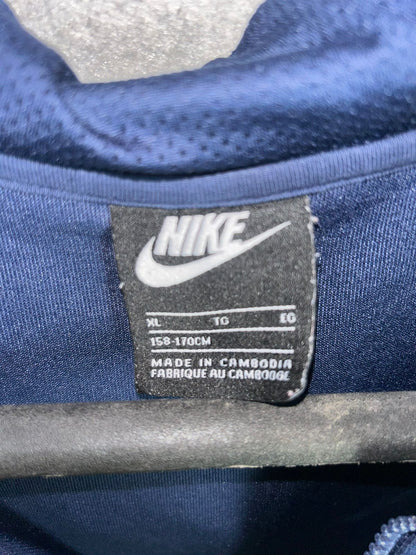 NIKE
XL TG EG
158-170CM
MADE IN CAMBODIA
FABRIQUE AU CAMBODGE